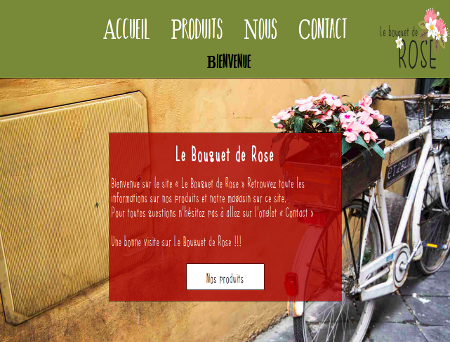 Accueil Produits Nous Contact
Le bouquet de
ROSE
Bienvenue
Le Bouquet de Rose
Bienvenue sur le site « Le Bouquet de Rose » Retrouvez toute les
informations sur nos produits et notre magasin sur ce site.
Pour toutes questions n'hésitez pas à allez sur l'onglet « Contact »
Une bonne visite sur Le Bouquet de Rose !!!
Nos produits